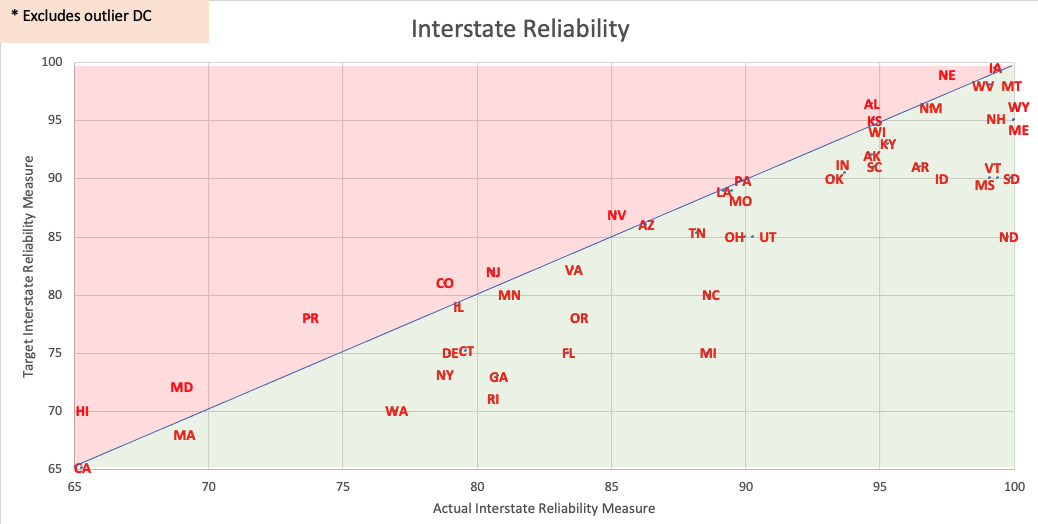 * Excludes outlier DC
Interstate Reliability
Target Interstate Reliability Measure
100
95
90
85
80
75
70
65
IA
NE
WV MT
AL
NM
WY
KS
NH
WI
ME
KY
AK
IN
SC
AR
VT
OK
ID
MS
SD
PA
LA
MO
NV
AZ
TN
OH
UT
ND
NJ
VA
CO
MN
NC
IL
PR
OR
DE
CT
FL
MI
NY
GA
MD
RI
HI
WA
MA
CA
65 70 75 80 85 90 95 100
Actual Interstate Reliability Measure